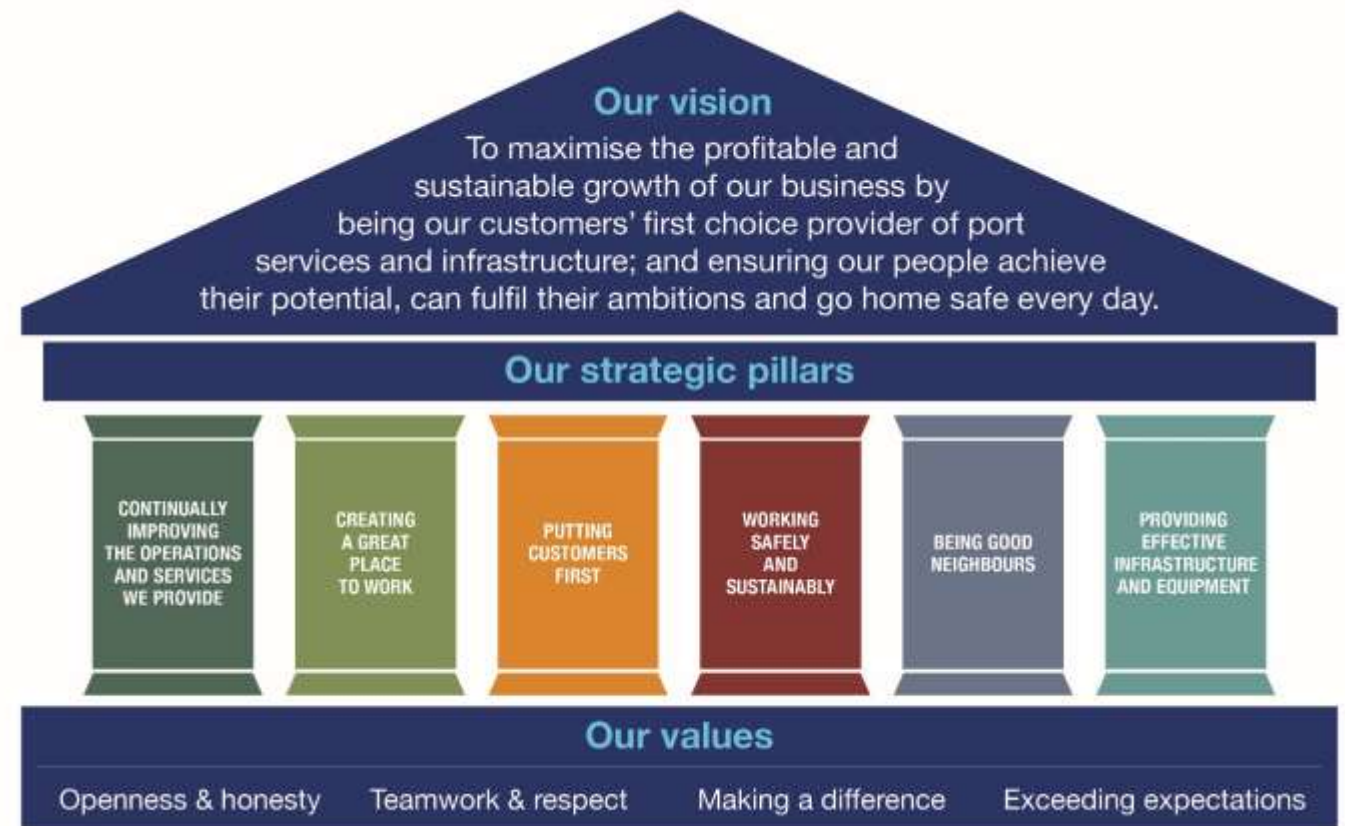 Our vision
To maximise the profitable and
sustainable growth of our business by
being our customers' first choice provider of port
services and infrastructure; and ensuring our people achieve
their potential, can fulfil their ambitions and go home safe every day.
Our strategic pillars
CONTINUALLY
IMPROVING
THE OPERATIONS
AND SERVICES
WE PROVIDE
CREATING
A GREAT
PLACE
TO WORK
PUTTING
CUSTOMERS
FIRST
WORKING
SAFELY
AND
SUSTAINABLY
BEING GOOD
NEIGHBOURS
PROVIDING
EFFECTIVE
INFRASTRUCTURE
AND EQUIPMENT
Our values
Openness & honesty Teamwork & respect Making a difference Exceeding expectations